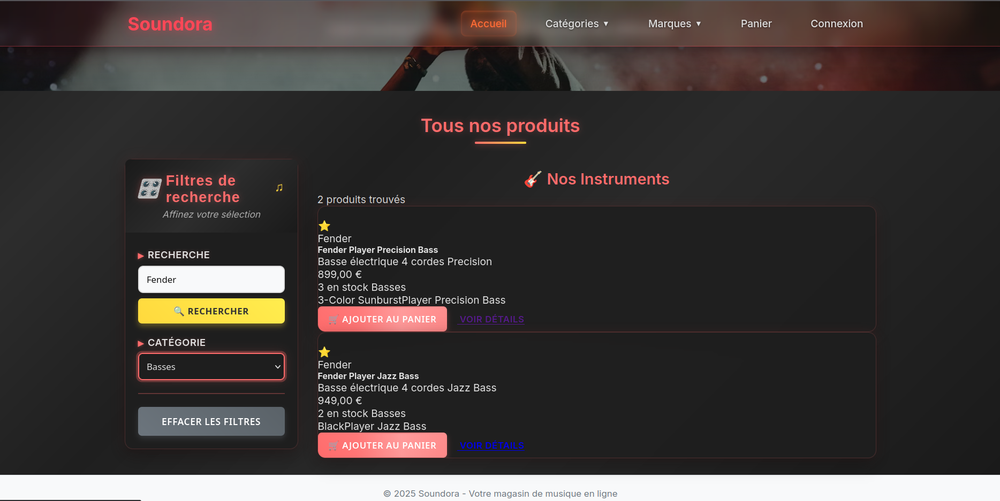 Soundora
Accueil
Catégories ▼
Marques ▼
Panier
Connexion
Tous nos produits
Filtres de
recherche
Affinez votre sélection
▶ RECHERCHE
Fender
🔍 RECHERCHER
▶ CATÉGORIE
Basses
EFFACER LES FILTRES
🎸 Nos Instruments
2 produits trouvés
⭐
Fender
Fender Player Precision Bass
Basse électrique 4 cordes Precision
899,00 €
3 en stock Basses
3-Color SunburstPlayer Precision Bass
🛒 AJOUTER AU PANIER VOIR DÉTAILS
⭐
Fender
Fender Player Jazz Bass
Basse électrique 4 cordes Jazz Bass
949,00 €
2 en stock Basses
BlackPlayer Jazz Bass
🛒 AJOUTER AU PANIER VOIR DÉTAILS
© 2025 Soundora - Votre magasin de musique en ligne